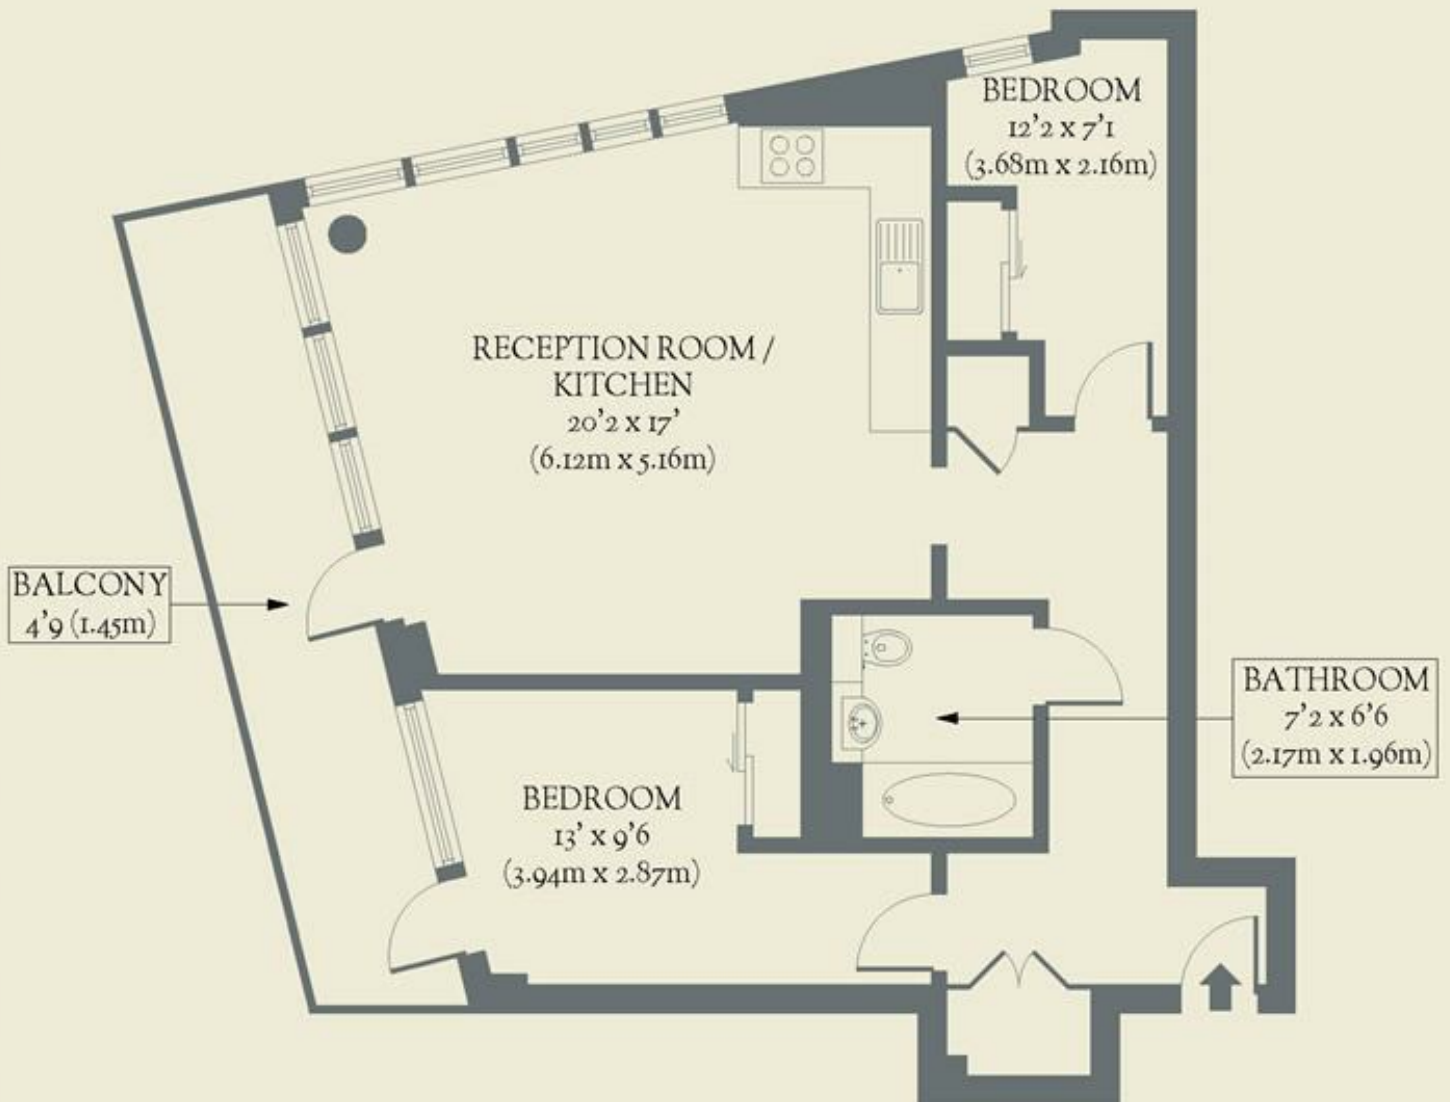 BEDROOM
12'2 x 7'1
(3.68m x 2.16m)
RECEPTION ROOM /
KITCHEN
20'2 x 17'
(6.12m x 5.16m)
BALCONY
4'9 (1.45m)
BATHROOM
7'2 x 6'6
(2.17m x 1.96m)
BEDROOM
13' x 9'6
(3.94m x 2.87m)